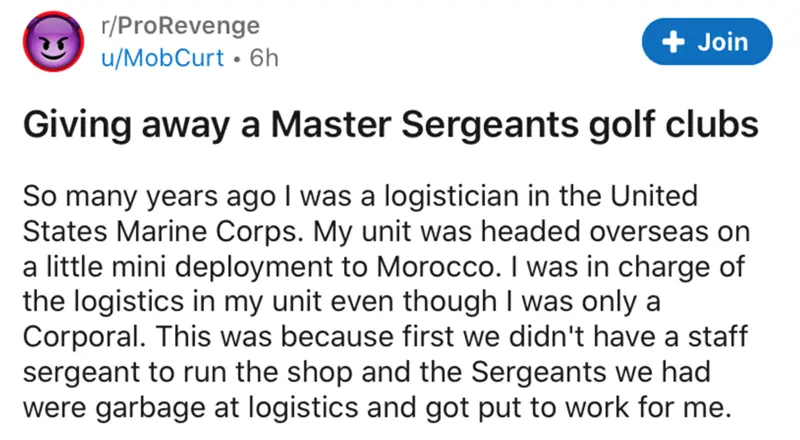 r/ProRevenge
u/MobCurt • 6h
+ Join
Giving away a Master Sergeants golf clubs
So many years ago I was a logistician in the United
States Marine Corps. My unit was headed overseas on
a little mini deployment to Morocco. I was in charge of
the logistics in my unit even though I was only a
Corporal. This was because first we didn't have a staff
sergeant to run the shop and the Sergeants we had
were garbage at logistics and got put to work for me.